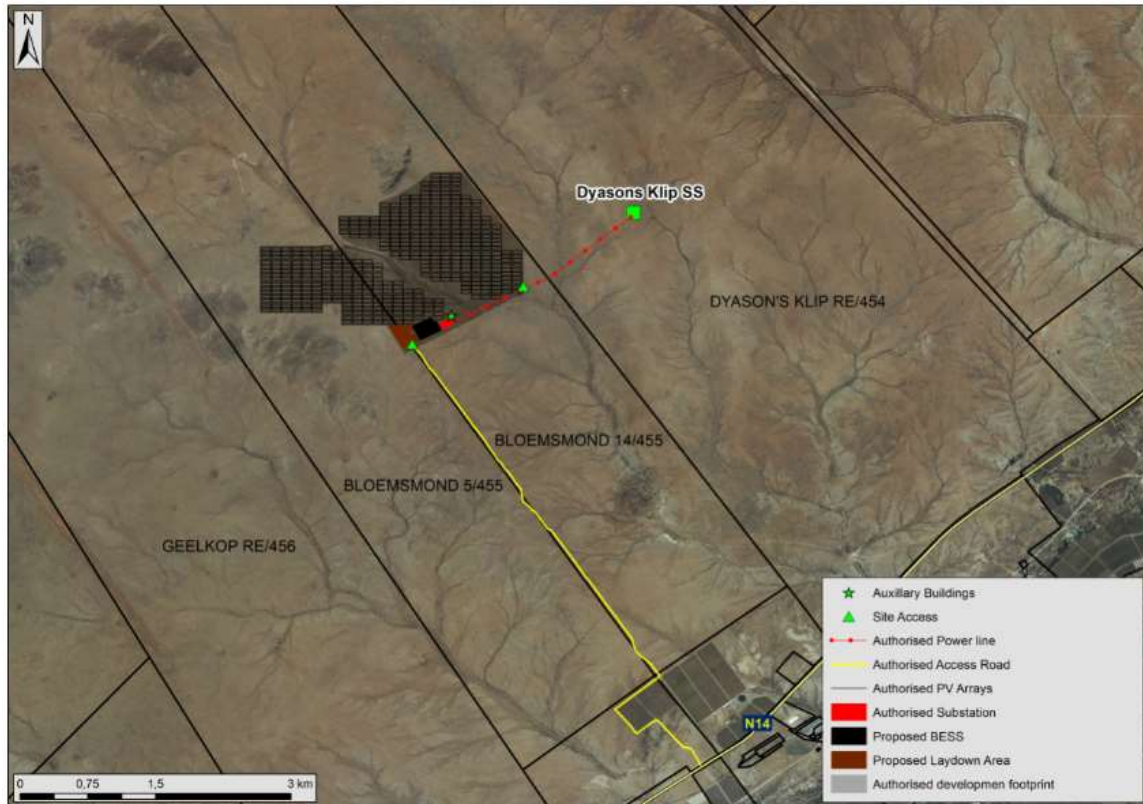 N
Dyasons Klip SS
DYASON'S KLIP RE/454
BLOEMSMOND 14/455
BLOEMSMOND 5/455
GEELKOP RE/456
N14
Auxillary Buildings
Site Access
Authorised Power line
Authorised Access Road
Authorised PV Arrays
Authorised Substation
Proposed BESS
Proposed Laydown Area
Authorised developmen footprint
0 0,75 1,5 3 km